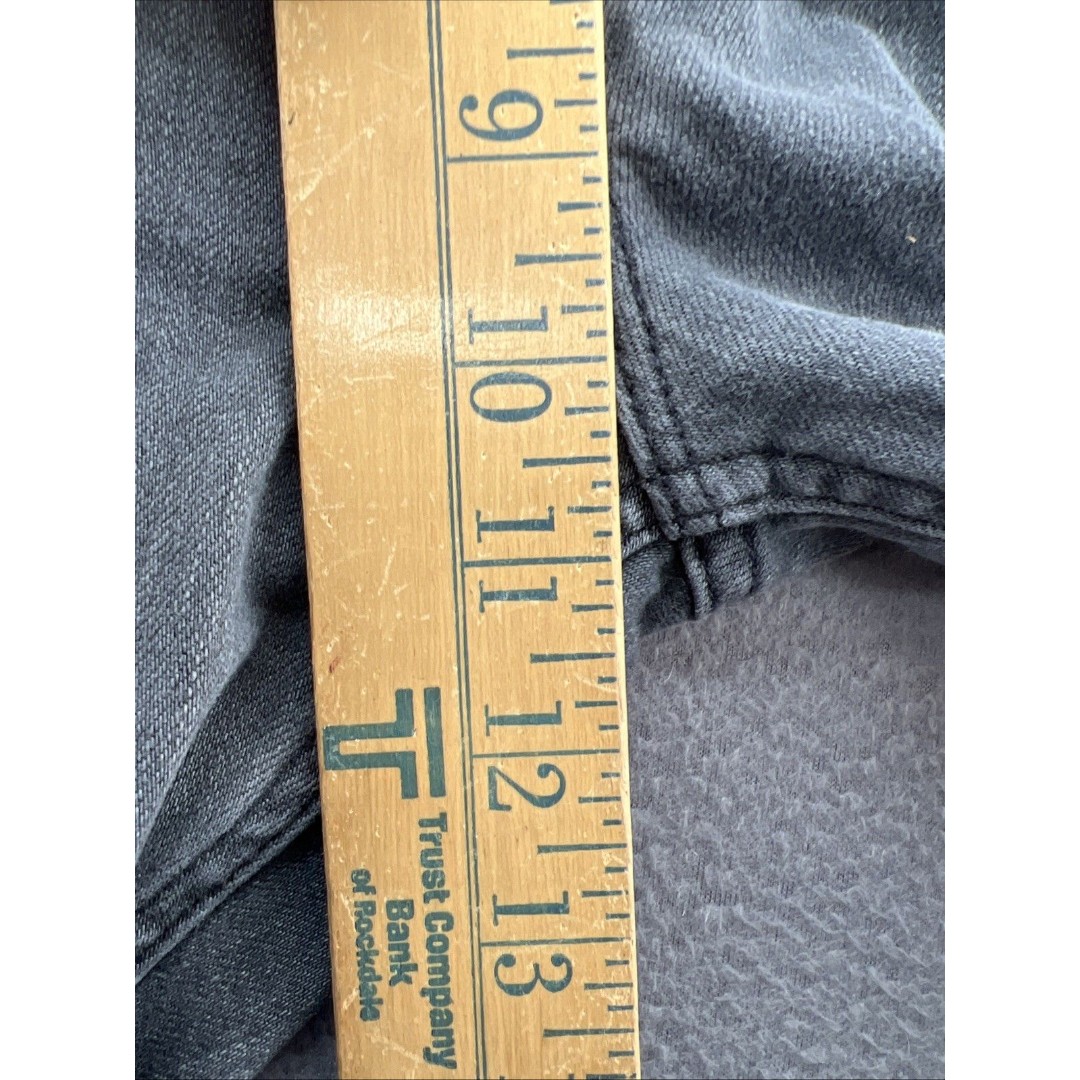 9
10
11
12
13
Trust Company
Bank
of Rockdale